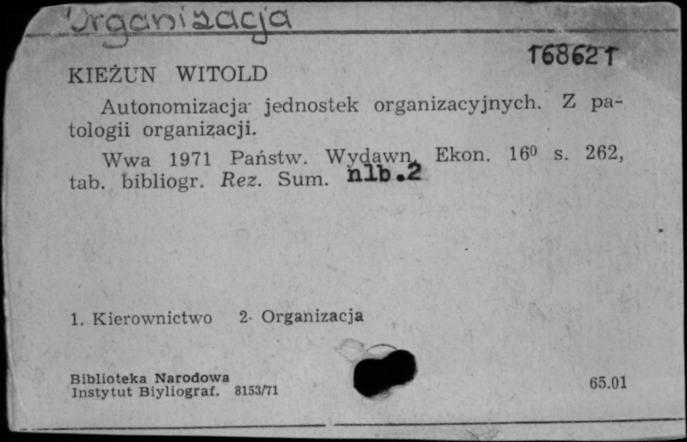 Organizacja
168621
KIEŻUN WITOLD
Autonomizacja jednostek organizacyjnych. Z pa-
tologii organizacji.
Wwa 1971 Państw. Wydawn. Ekon. 16⁰ s. 262,
tab. bibliogr. Rez. Sum. nlb.2
1. Kierownictwo 2. Organizacja
Biblioteka Narodowa
Instytut Biyliograf. 8153/71
65.01